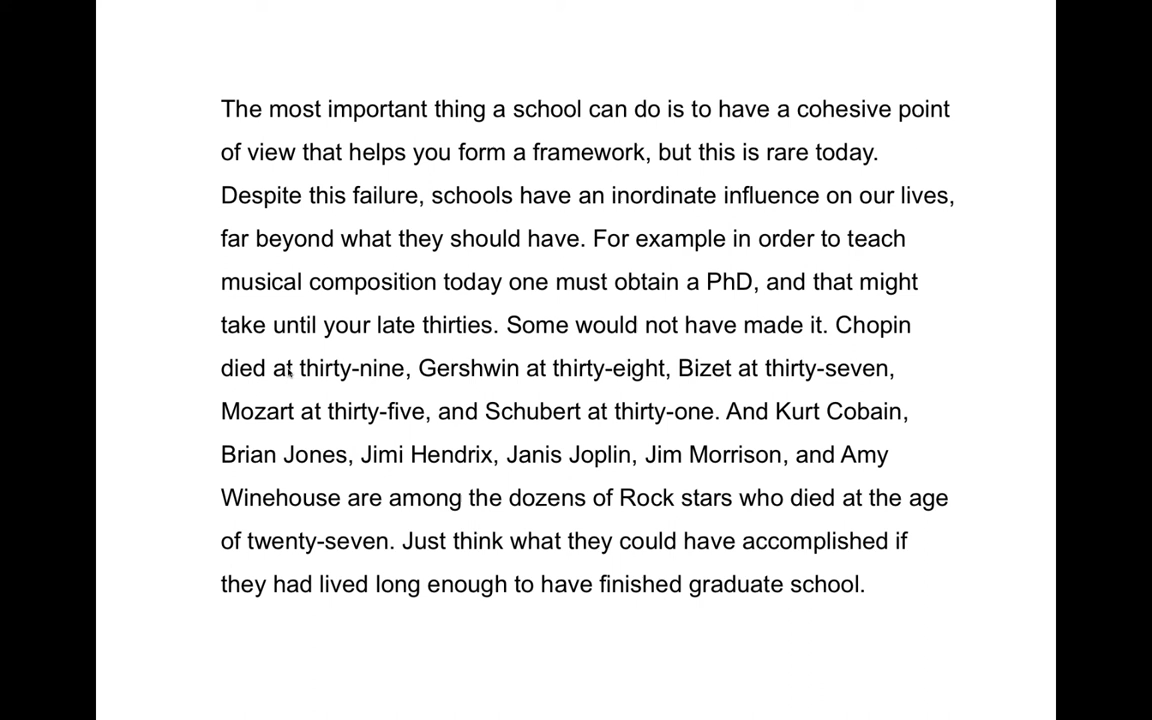 The most important thing a school can do is to have a cohesive point
of view that helps you form a framework, but this is rare today.
Despite this failure, schools have an inordinate influence on our lives,
far beyond what they should have. For example in order to teach
musical composition today one must obtain a PhD, and that might
take until your late thirties. Some would not have made it. Chopin
died at thirty-nine, Gershwin at thirty-eight, Bizet at thirty-seven,
Mozart at thirty-five, and Schubert at thirty-one. And Kurt Cobain,
Brian Jones, Jimi Hendrix, Janis Joplin, Jim Morrison, and Amy
Winehouse are among the dozens of Rock stars who died at the age
of twenty-seven. Just think what they could have accomplished if
they had lived long enough to have finished graduate school.